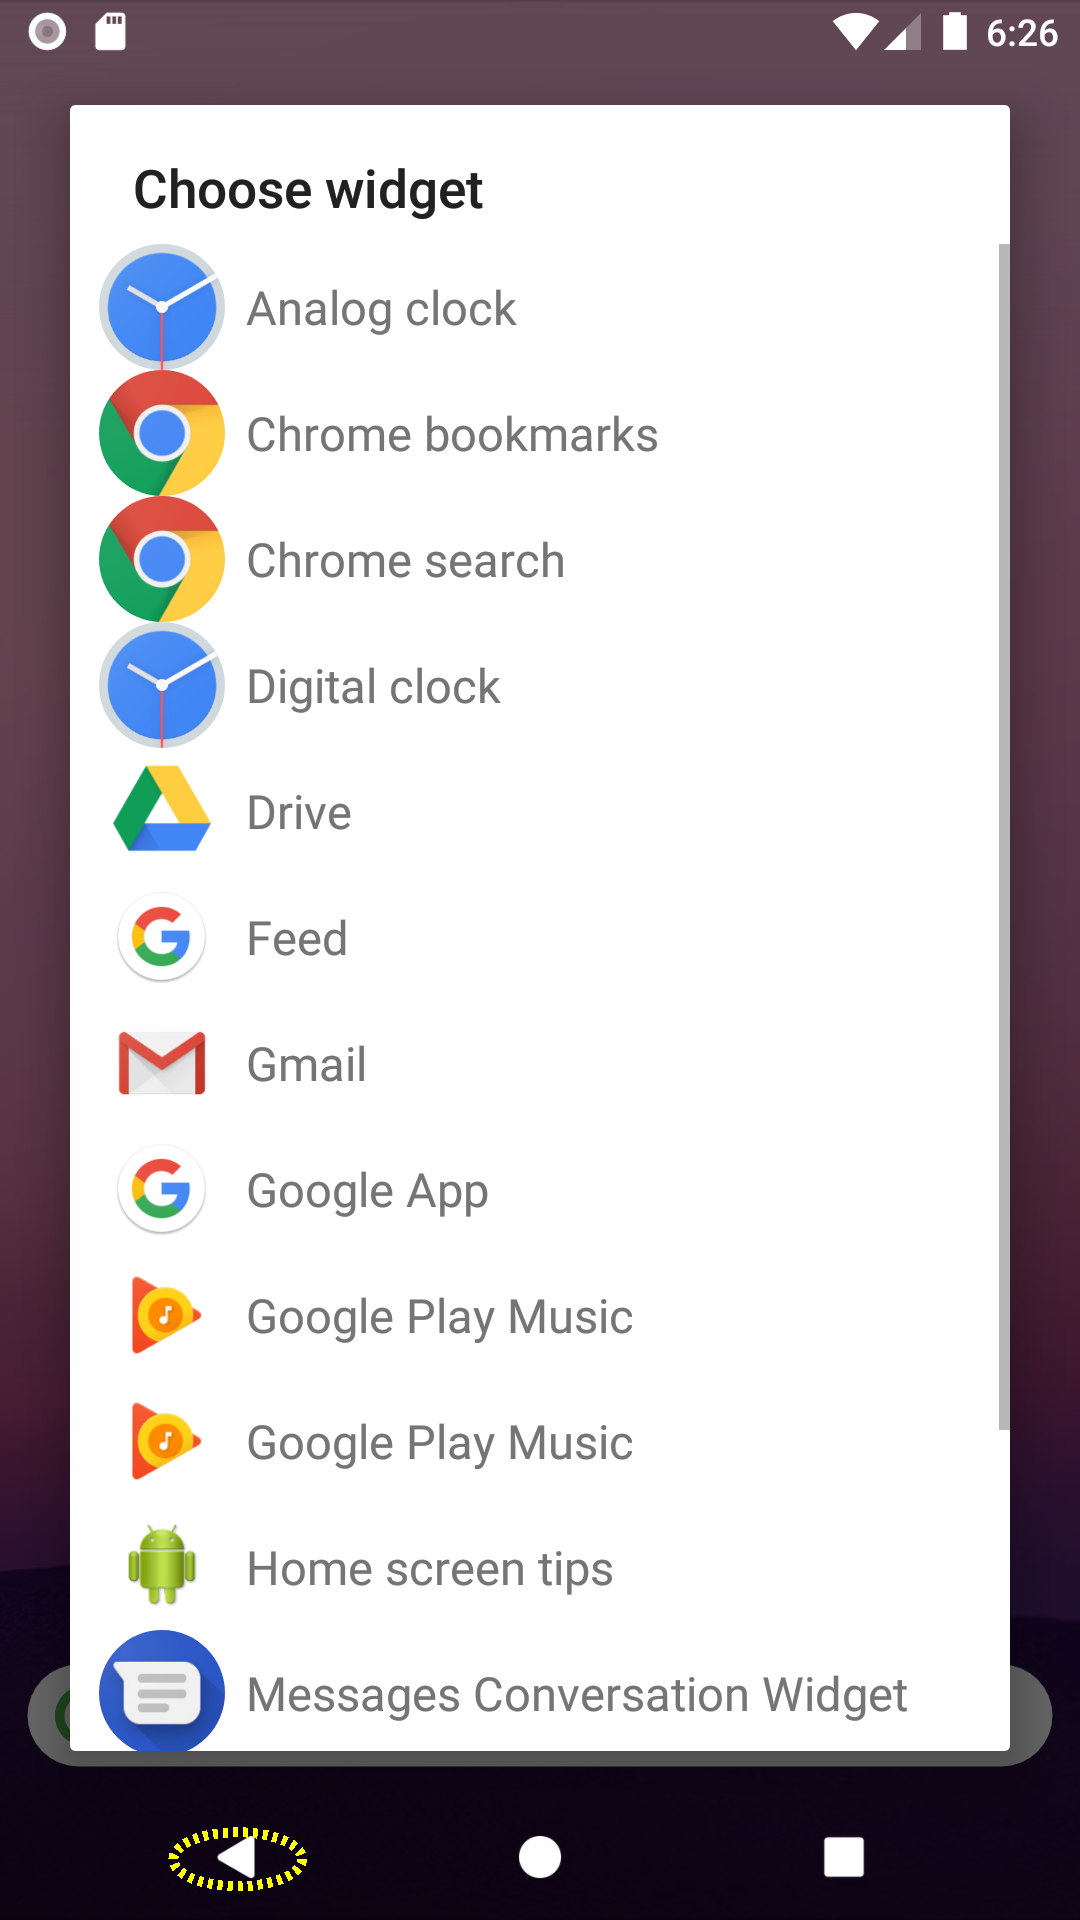 6:26
Choose widget
Analog clock
Chrome bookmarks
Chrome search
Digital clock
Drive
Feed
Gmail
Google App
Google Play Music
Google Play Music
Home screen tips
Messages Conversation Widget